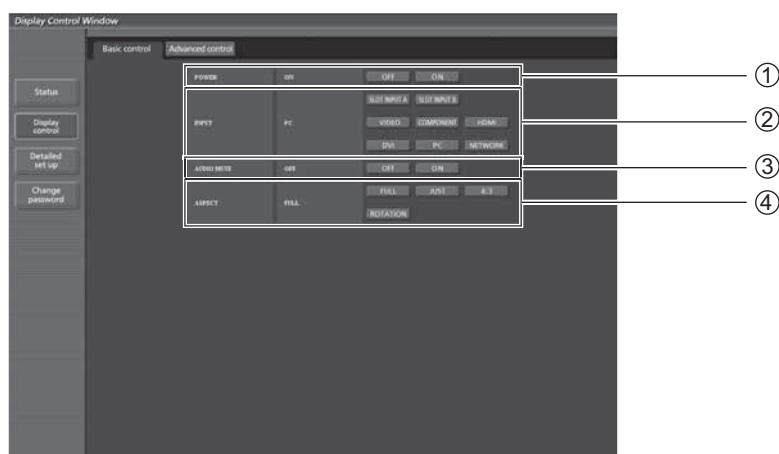 Display Control Window
Basic control Advanced control
Status
Display control
Detailed set up
Change password
POWER ON OFF ON
INPUT PC SLOT INPUT A SLOT INPUT B
VIDEO COMPONENT HDMI
DVI PC NETWORK
AUDIO MUTE OFF OFF ON
ASPECT FULL FULL JUST 4:3
ROTATION
①
②
③
④